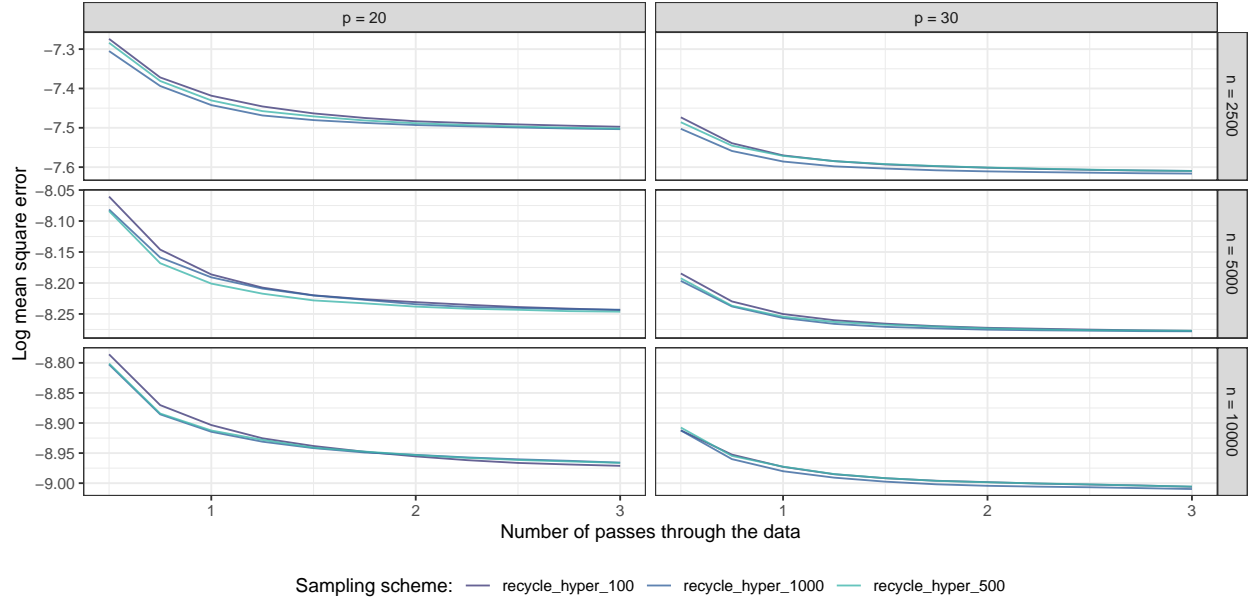 p = 20
p = 30
−7.3
−7.4
−7.5
−7.6
n = 2500
−8.05
−8.10
−8.15
−8.20
−8.25
n = 5000
−8.80
−8.85
−8.90
−8.95
−9.00
n = 10000
Log mean square error
1 2 3 1 2 3
Number of passes through the data
Sampling scheme: recycle_hyper_100 recycle_hyper_1000 recycle_hyper_500